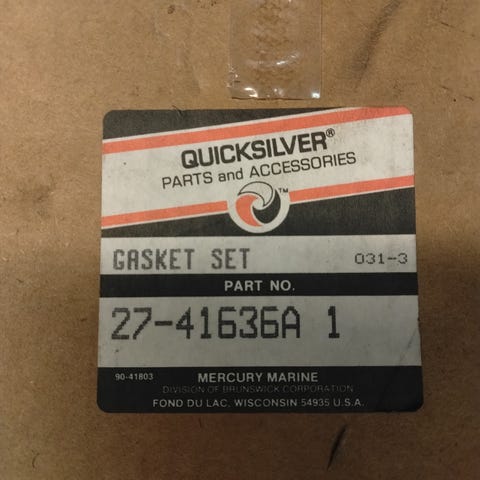 QUICKSILVER®
PARTS and ACCESSORIES
™
GASKET SET 031-3
PART NO.
27-41636A 1
90-41803 MERCURY MARINE
DIVISION OF BRUNSWICK CORPORATION
FOND DU LAC, WISCONSIN 54935 U.S.A.